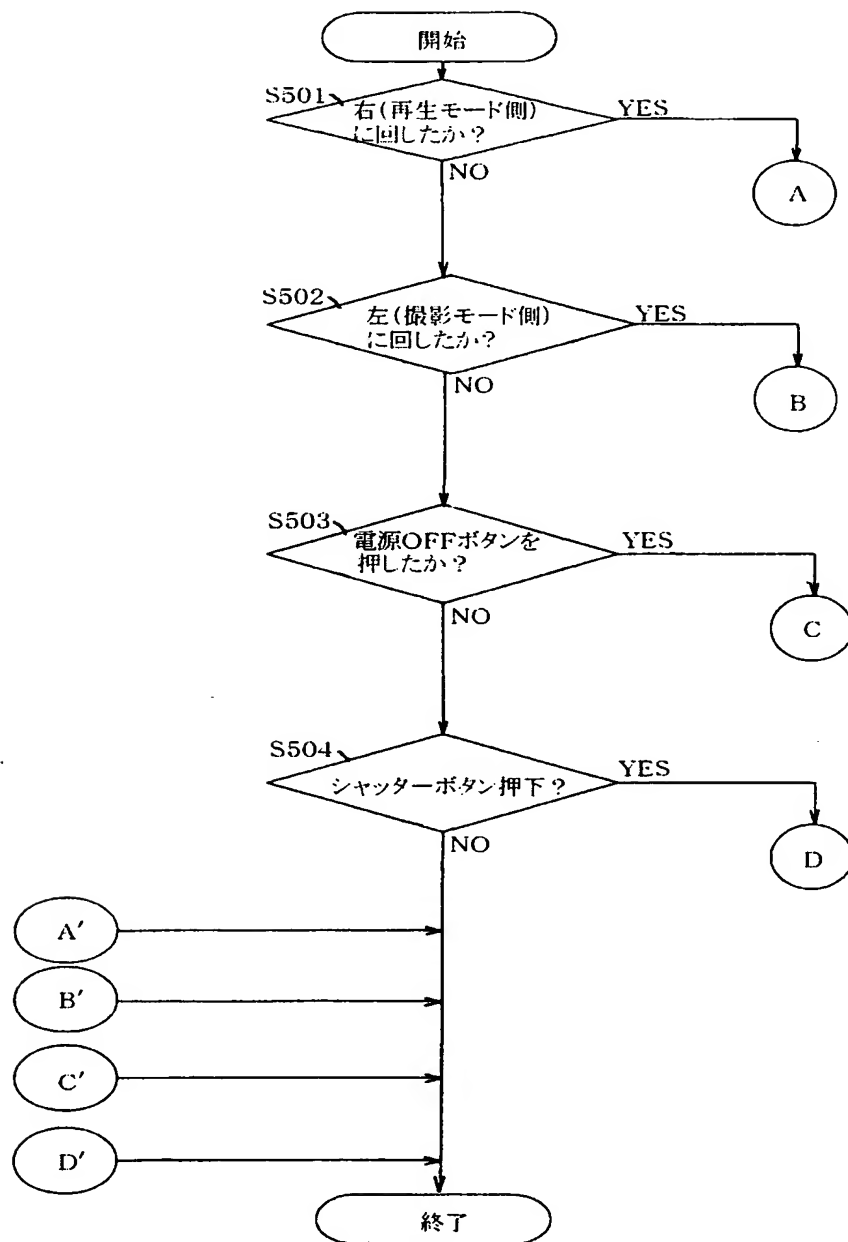 開始
S501
右(再生モード側)
に回したか?
YES
NO
A
S502
左(撮影モード側)
に回したか?
YES
NO
B
S503
電源OFFボタンを
押したか?
YES
NO
C
S504
シャッターボタン押下?
YES
NO
D
A′
B′
C′
D′
終了